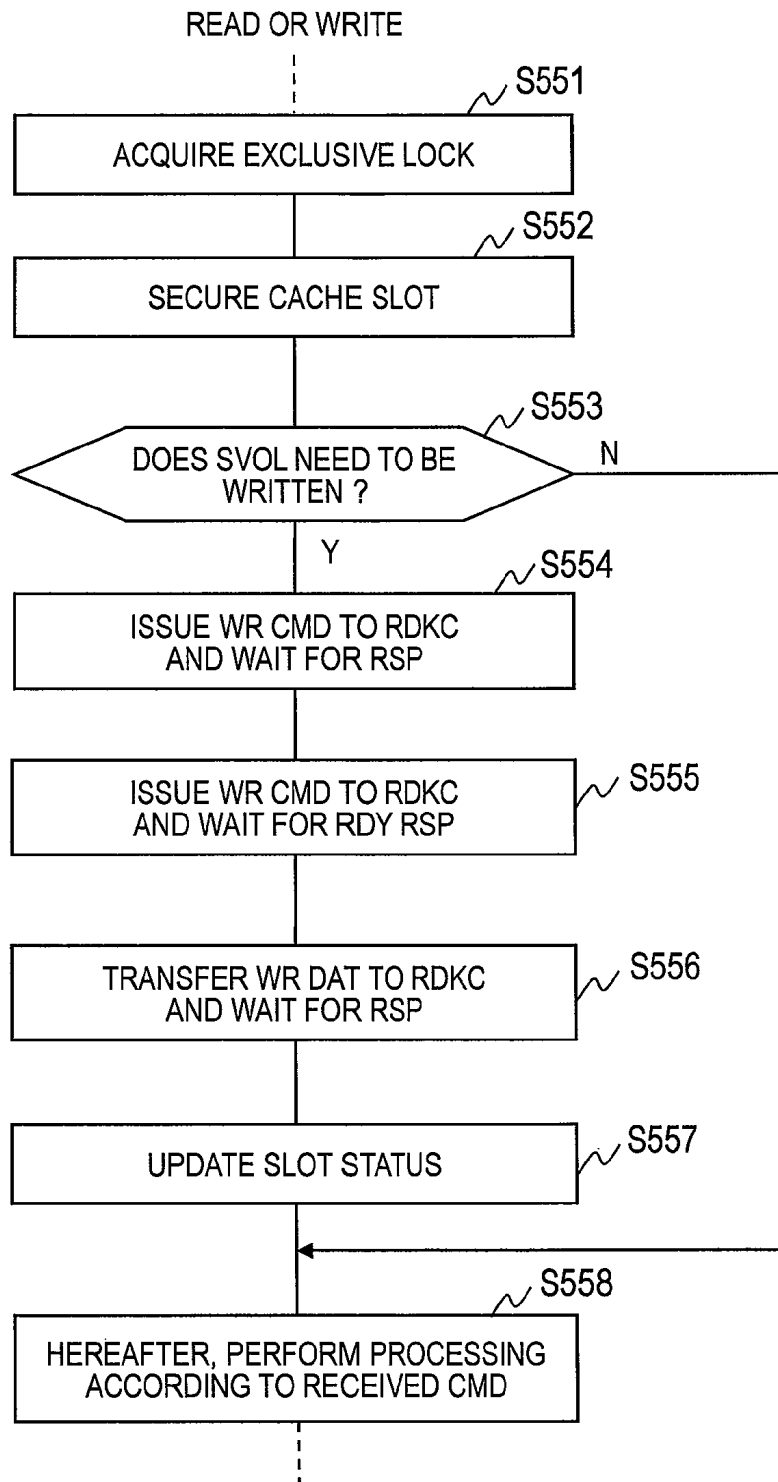 READ OR WRITE
S551
ACQUIRE EXCLUSIVE LOCK
S552
SECURE CACHE SLOT
S553
DOES SVOL NEED TO BE
WRITTEN ?
N
Y
S554
ISSUE WR CMD TO RDKC
AND WAIT FOR RSP
S555
ISSUE WR CMD TO RDKC
AND WAIT FOR RDY RSP
S556
TRANSFER WR DAT TO RDKC
AND WAIT FOR RSP
S557
UPDATE SLOT STATUS
S558
HEREAFTER, PERFORM PROCESSING
ACCORDING TO RECEIVED CMD